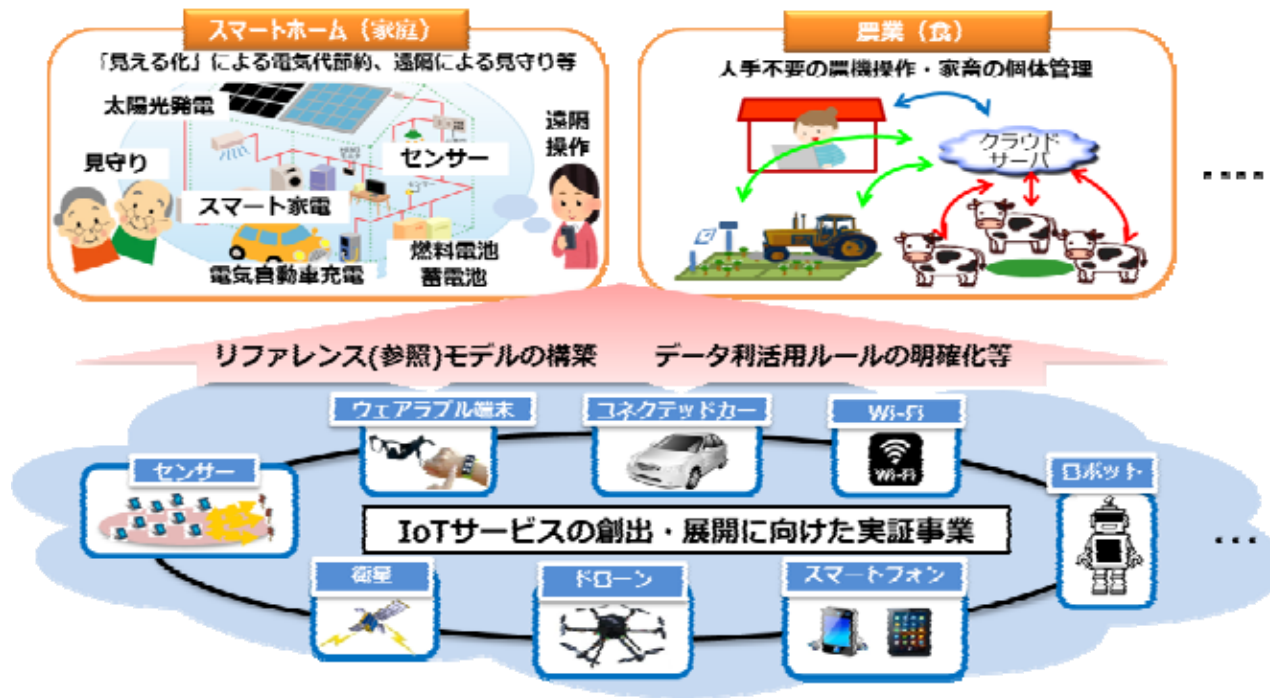 スマートホーム（家庭）
「見える化」による電気代節約、遠隔による見守り等
太陽光発電
見守り
センサー
遠隔
操作
スマート家電
電気自動車充電
燃料電池
蓄電池
農業（食）
人手不要の農機操作・家畜の個体管理
クラウド
サーバ
....
リファレンス(参照)モデルの構築
データ利活用ルールの明確化等
ウェアラブル端末
コネクテッドカー
Wi-Fi
Wi-Fi
センサー
ロボット
IoTサービスの創出・展開に向けた実証事業
...
衛星
ドローン
スマートフォン